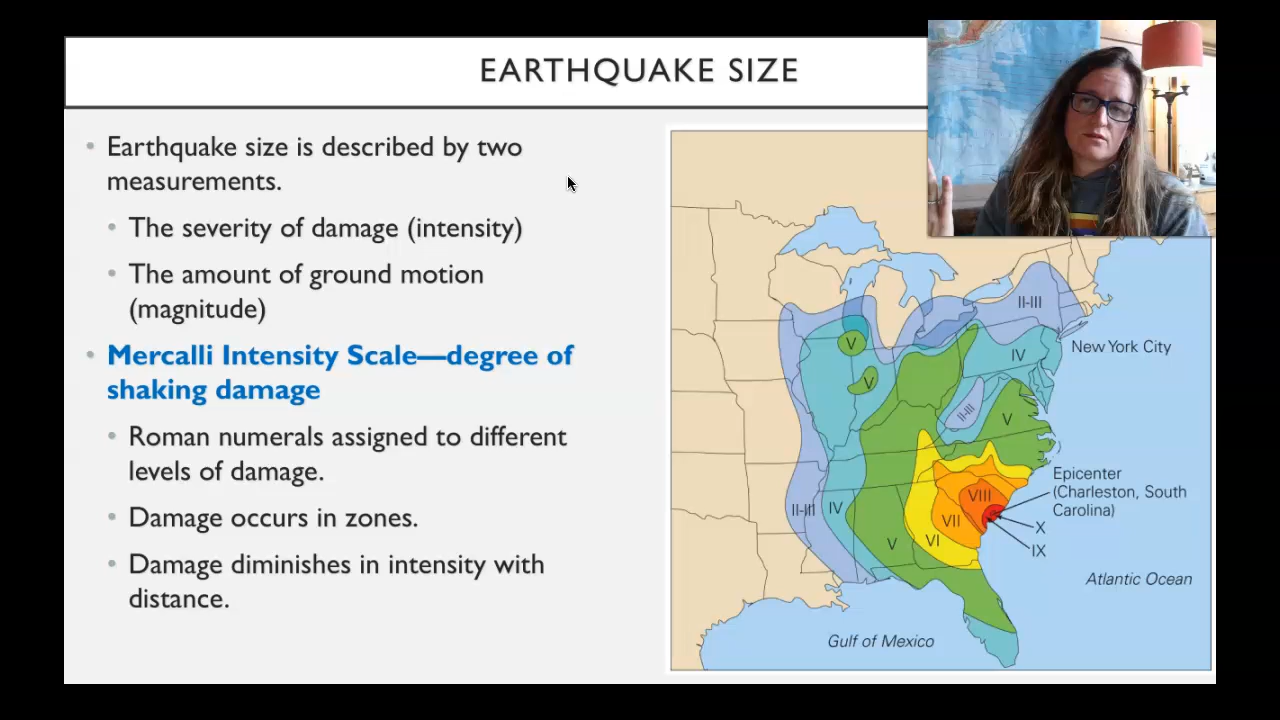 EARTHQUAKE SIZE
• Earthquake size is described by two
measurements.
• The severity of damage (intensity)
• The amount of ground motion
(magnitude)
• Mercalli Intensity Scale—degree of
shaking damage
• Roman numerals assigned to different
levels of damage.
• Damage occurs in zones.
• Damage diminishes in intensity with
distance.
II-III
New York City
V
IV
V
II-III
V
Epicenter
(Charleston, South
Carolina)
VIII
II-III
IV
VII
X
V
VI
IX
Atlantic Ocean
Gulf of Mexico